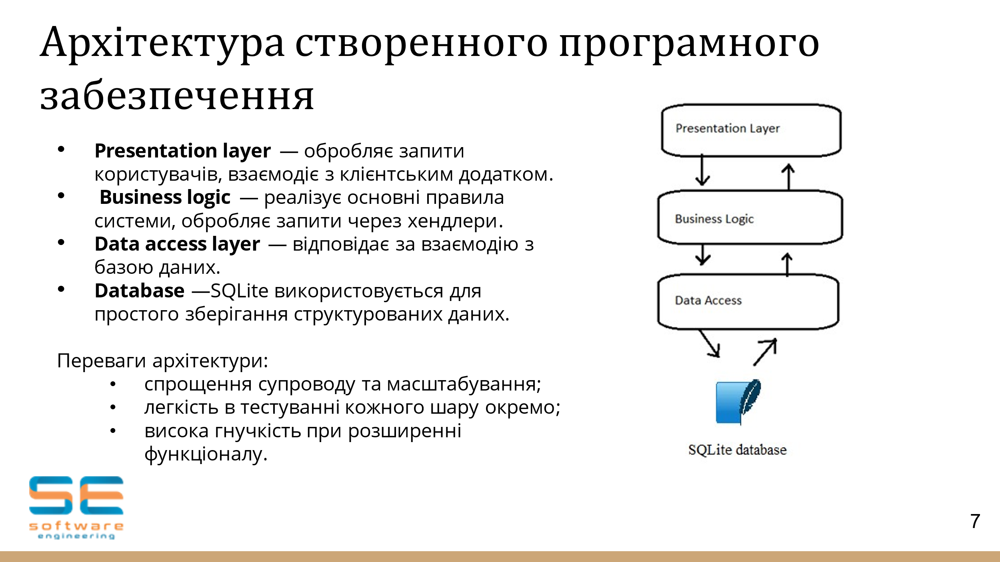 Архітектура створенного програмного
забезпечення
• Presentation layer — обробляє запити
користувачів, взаємодіє з клієнтським додатком.
• Business logic — реалізує основні правила
системи, обробляє запити через хендлери.
• Data access layer — відповідає за взаємодію з
базою даних.
• Database —SQLite використовується для
простого зберігання структурованих даних.
Переваги архітектури:
• спрощення супроводу та масштабування;
• легкість в тестуванні кожного шару окремо;
• висока гнучкість при розширенні
функціоналу.
Presentation Layer
Business Logic
Data Access
SQLite database
SE
software
engineering
7